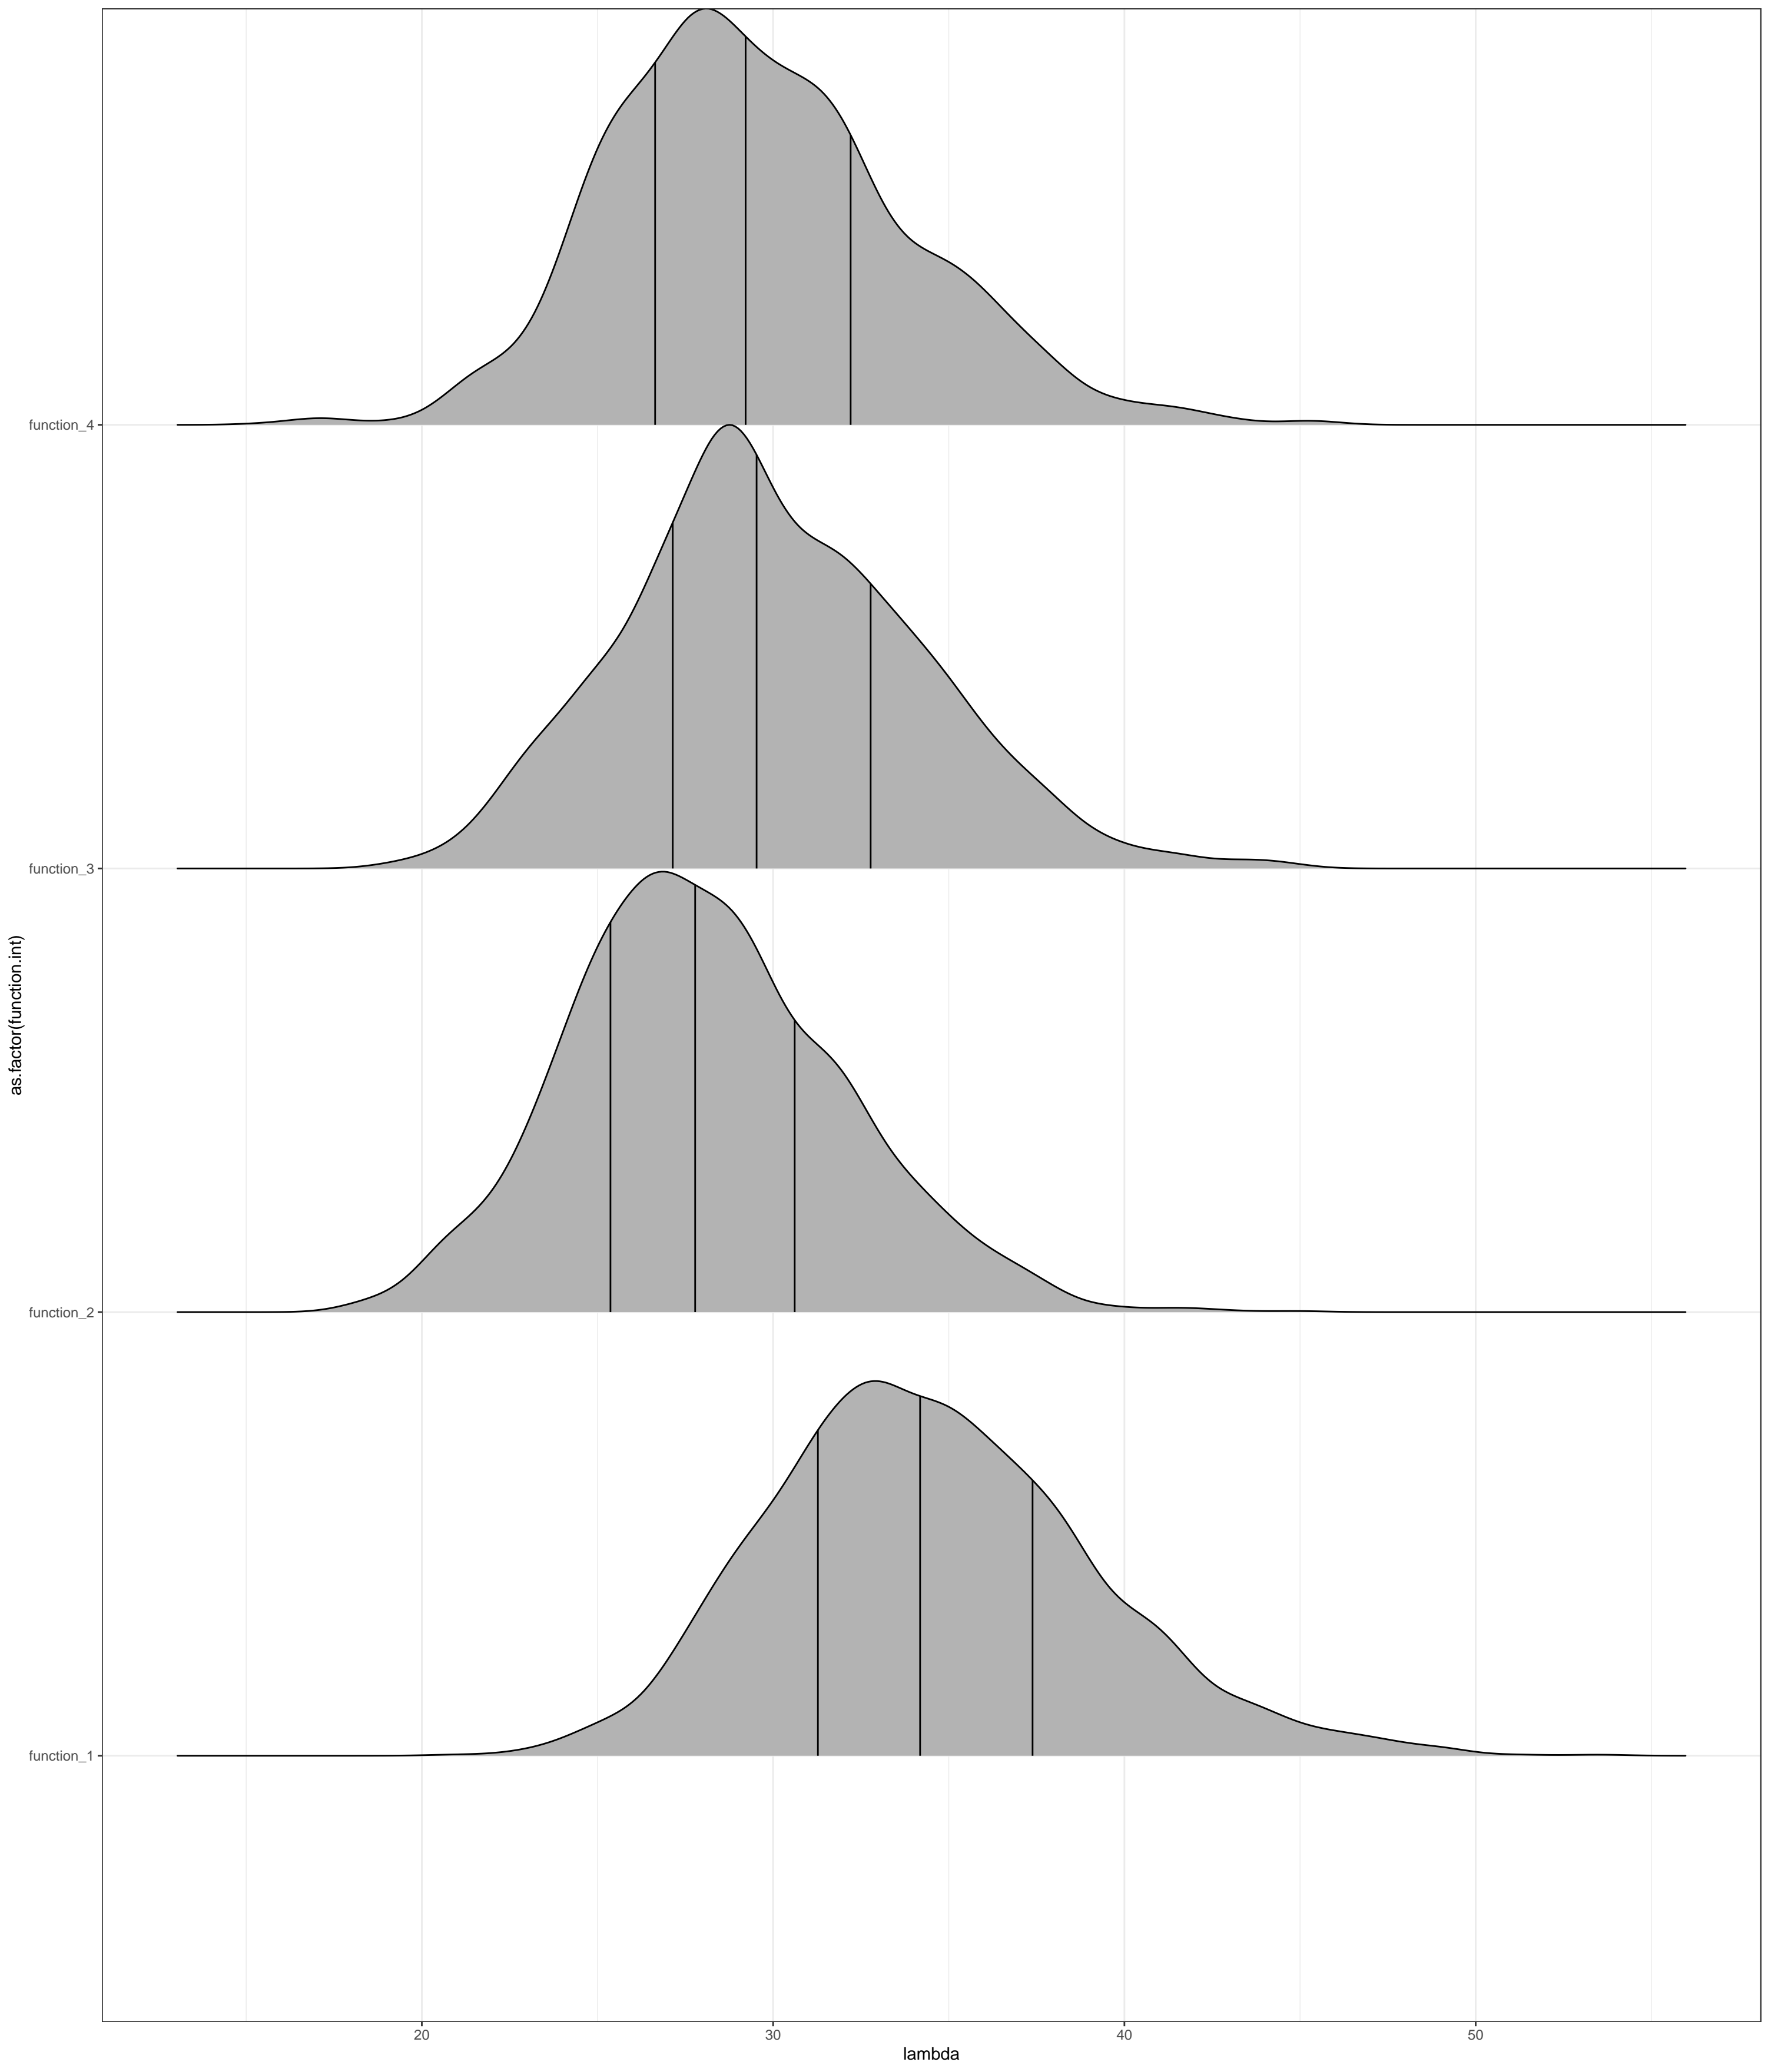 function_4
function_3
as.factor(function.int)
function_2
function_1
20 30 40 50
lambda